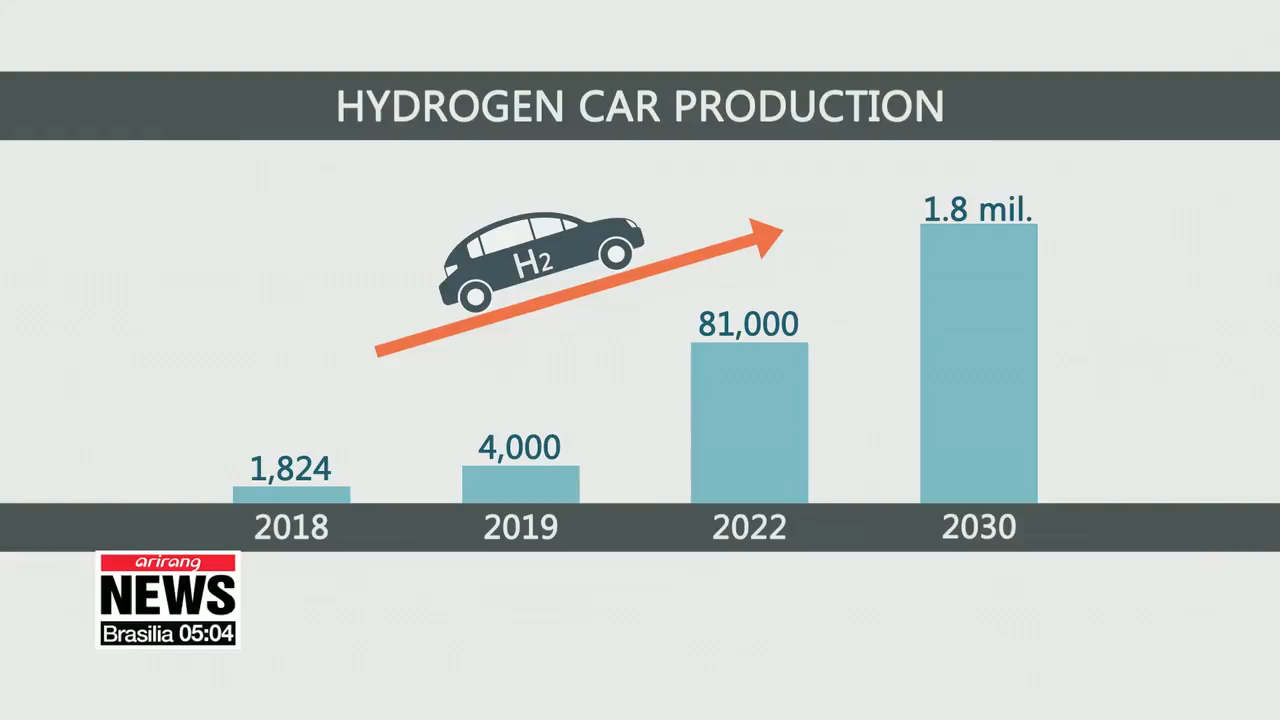 HYDROGEN CAR PRODUCTION
1.8 mil.
H2
81,000
4,000
1,824
2018 2019 2022 2030
arirang
NEWS
Brasilia 05:04